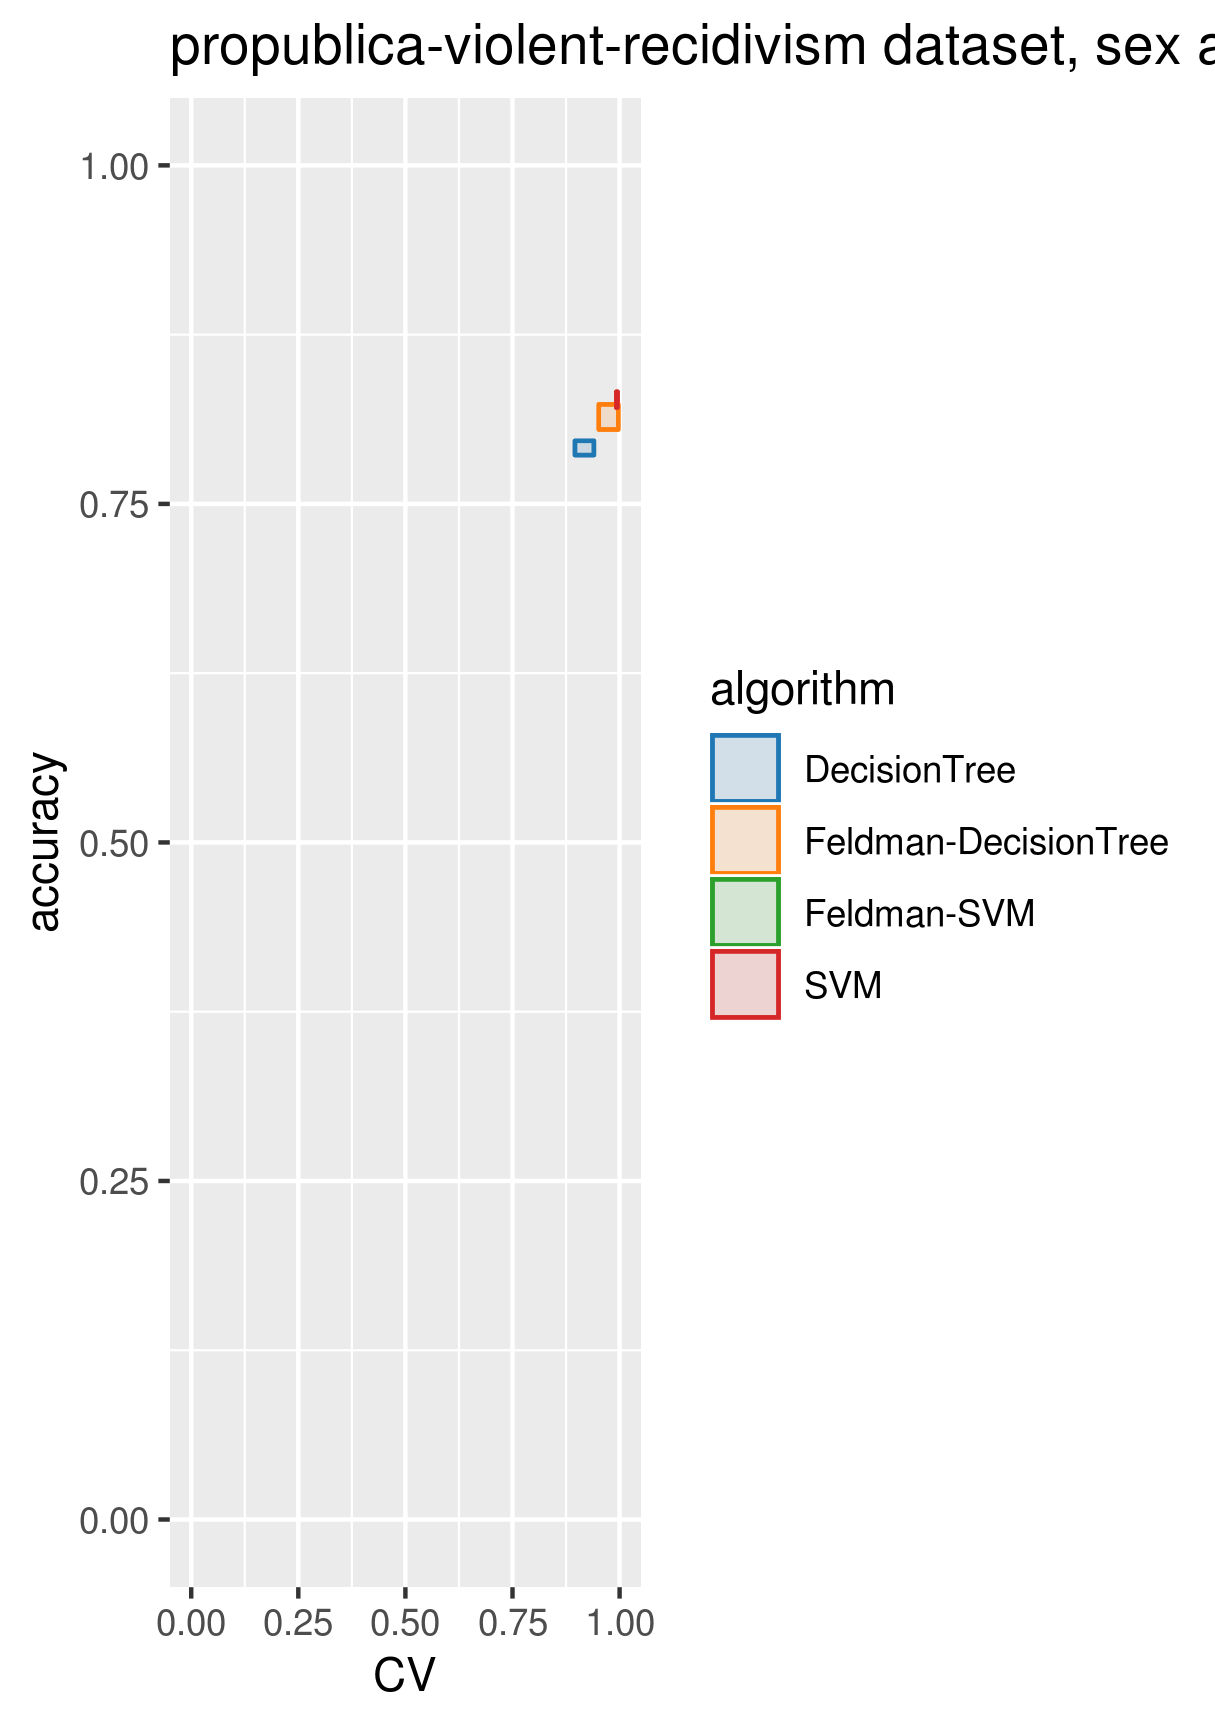 propublica-violent-recidivism dataset, sex
1.00
0.75
0.50
0.25
0.00
accuracy
0.00 0.25 0.50 0.75 1.00
CV
algorithm
DecisionTree
Feldman-DecisionTree
Feldman-SVM
SVM